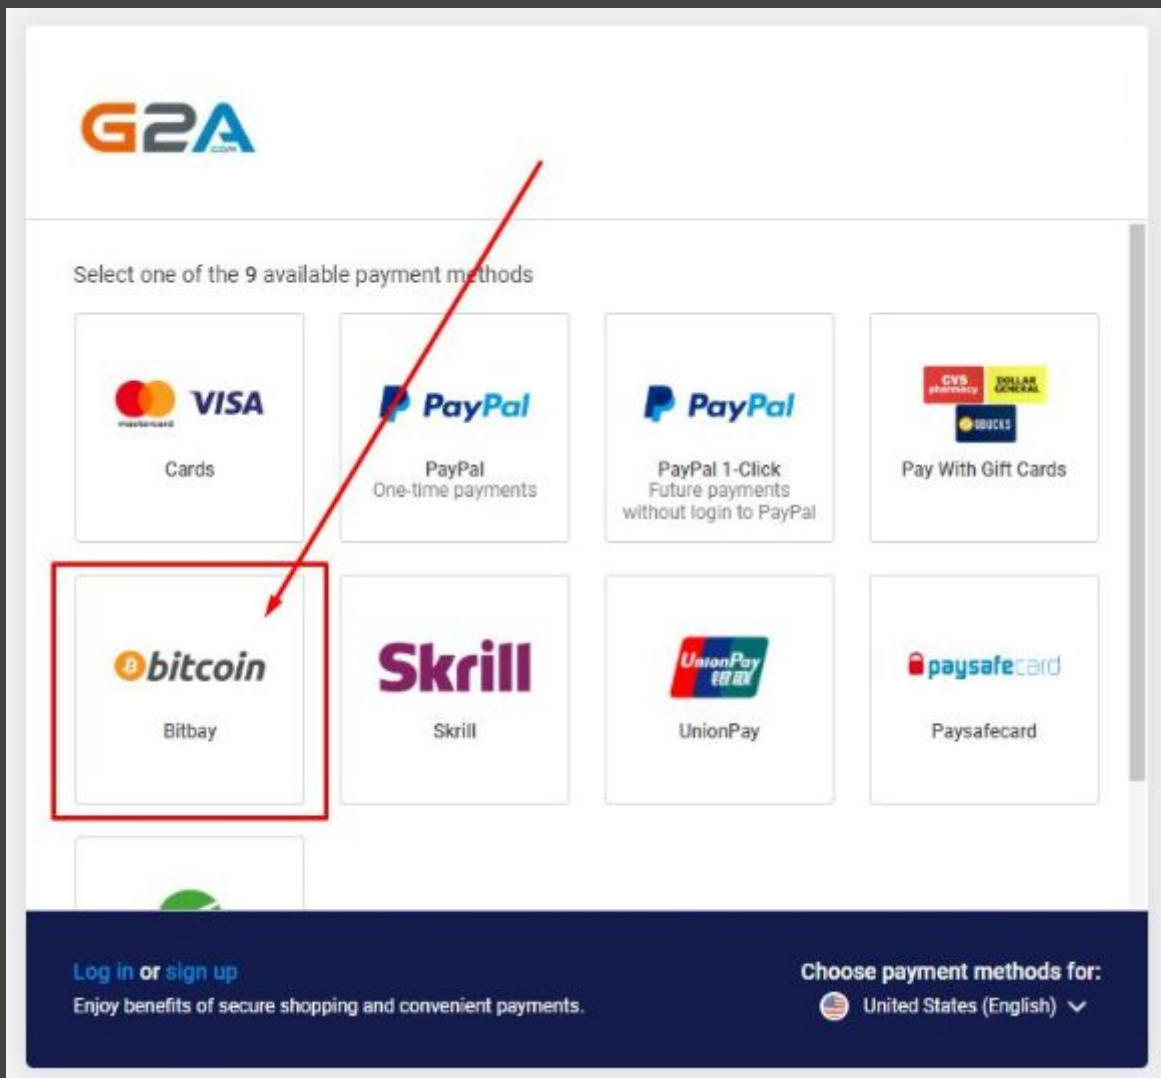 G2A
.COM
Select one of the 9 available payment methods
mastercard VISA
Cards
PayPal
PayPal
One-time payments
PayPal
PayPal 1-Click
Future payments
without login to PayPal
CVS pharmacy DOLLAR GENERAL
QBUCKS
Pay With Gift Cards
bitcoin
Bitbay
Skrill
Skrill
UnionPay
银联
UnionPay
paysafecard
Paysafecard
Log in or sign up
Enjoy benefits of secure shopping and convenient payments.
Choose payment methods for:
United States (English)